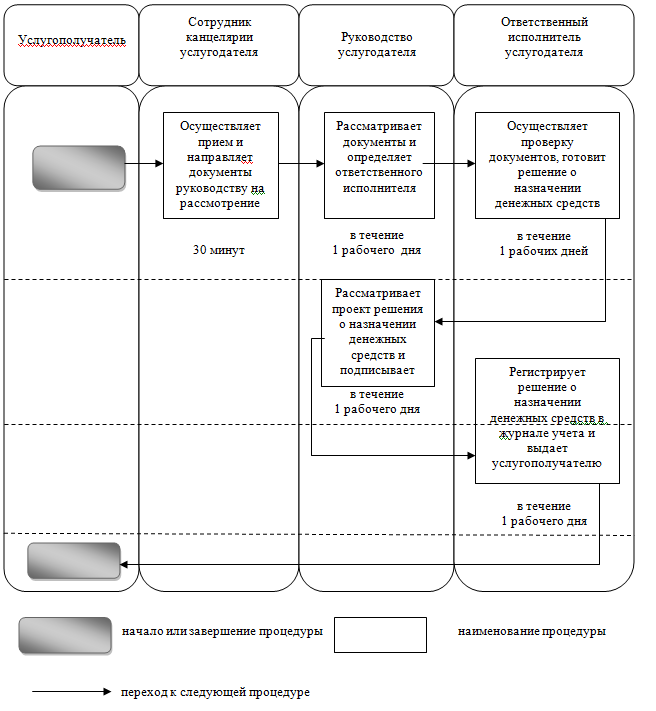 Услугополучатель
Сотрудник
канцелярии
услугодателя
Руководство
услугодателя
Ответственный
исполнитель
услугодателя
Осуществляет
прием и
направляет
документы
руководству на
рассмотрение
30 минут
Рассматривает
документы и
определяет
ответственного
исполнителя
в течение
1 рабочего дня
Осуществляет
проверку
документов, готовит
решение о
назначении
денежных средств
в течение
1 рабочих дней
Рассматривает
проект решения
о назначении
денежных
средств и
подписывает
в течение
1 рабочего дня
Регистрирует
решение о
назначении
денежных средств в
журнале учета и
выдает
услугополучателю
в течение
1 рабочего дня
начало или завершение процедуры
наименование процедуры
переход к следующей процедуре